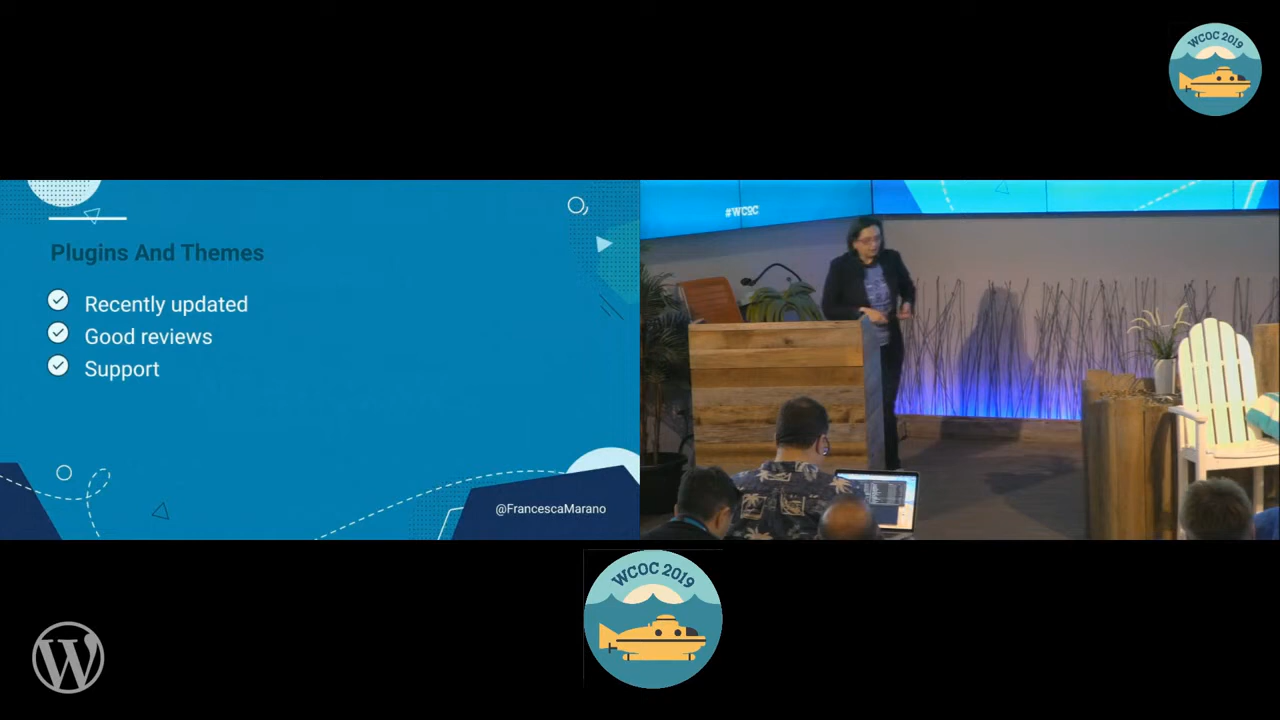 WCOC 2019
#WCOC
Plugins And Themes
Recently updated
Good reviews
Support
@FrancescaMarano
WCOC 2019
W